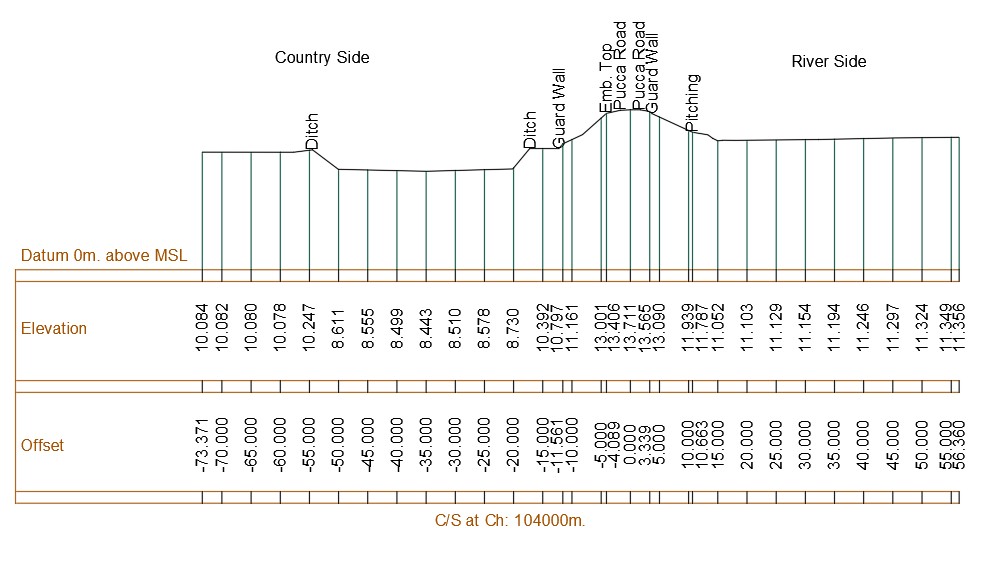 Country Side
River Side
Ditch
Ditch
Guard Wall
Emb. Top
Pucca Road
Pucca Road
Guard Wall
Pitching
Datum 0m. above MSL
Elevation
10.084 10.082 10.080 10.078 10.247 8.611 8.555 8.499 8.443 8.510 8.578 8.730 10.392 10.797 11.161 13.001 13.406 13.711 13.565 13.090 11.939 11.787 11.052 11.103 11.129 11.154 11.194 11.246 11.297 11.324 11.349 11.356
Offset
-73.371 -70.000 -65.000 -60.000 -55.000 -50.000 -45.000 -40.000 -35.000 -30.000 -25.000 -20.000 -15.000 -11.561 -10.000 -5.000 -4.089 0.000 3.339 5.000 10.000 10.663 15.000 20.000 25.000 30.000 35.000 40.000 45.000 50.000 55.000 56.360
C/S at Ch: 104000m.